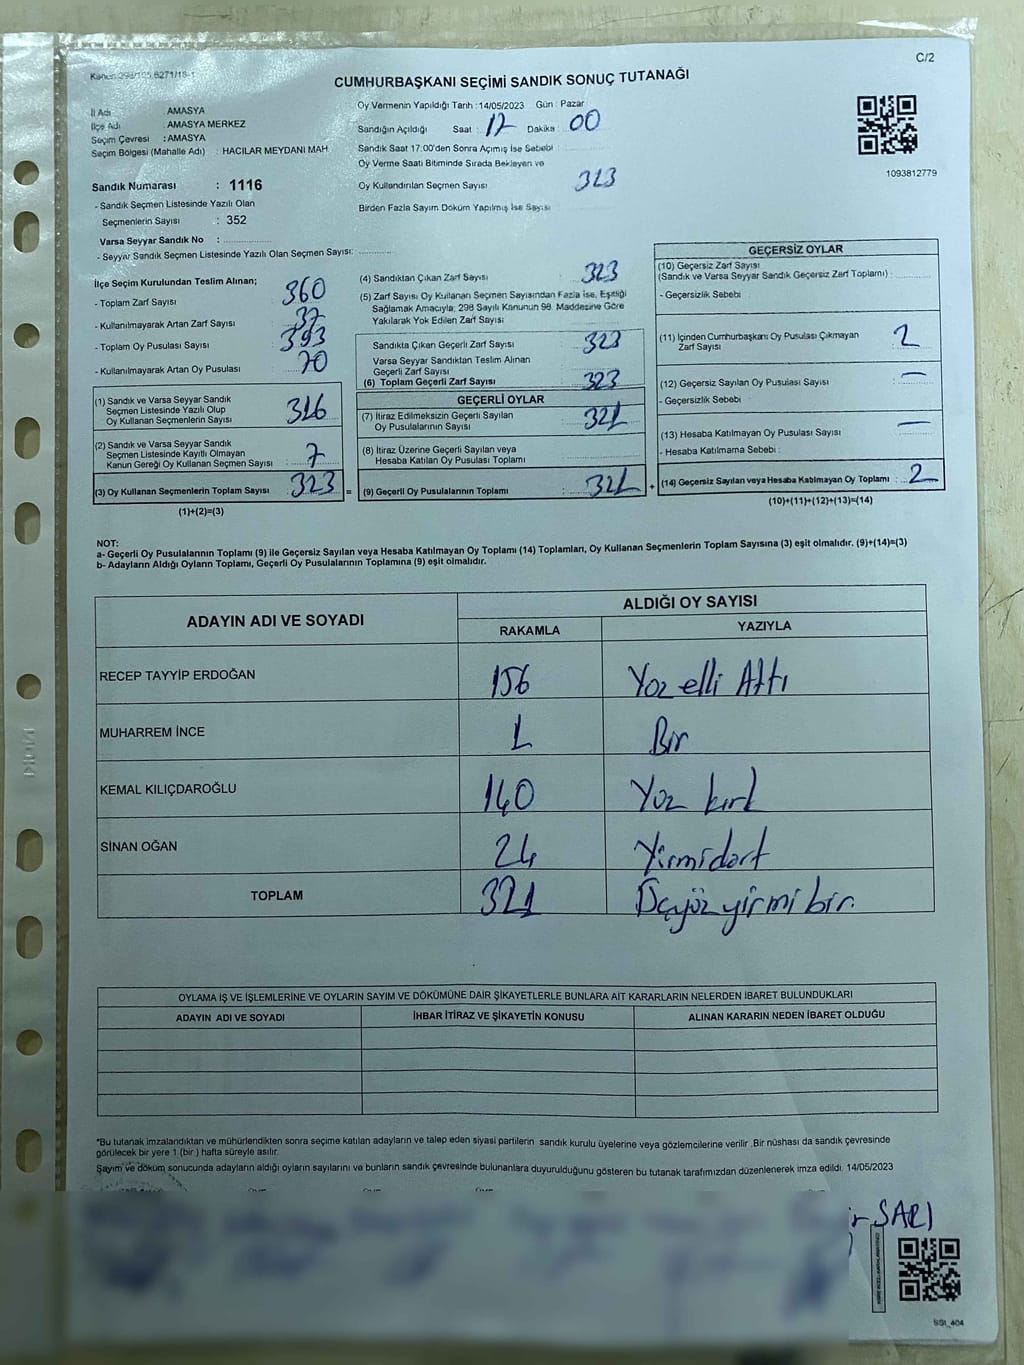 C/2
Kanun 298/105 6271/18-1
CUMHURBAŞKANI SEÇİMİ SANDIK SONUÇ TUTANAĞI
İl Adı : AMASYA
İlçe Adı : AMASYA MERKEZ
Seçim Çevresi : AMASYA
Seçim Bölgesi (Mahalle Adı) : HACILAR MEYDANI MAH.
Sandık Numarası : 1116
- Sandık Seçmen Listesinde Yazılı Olan
Seçmenlerin Sayısı : 352
Varsa Seyyar Sandık No :
- Seyyar Sandık Seçmen Listesinde Yazılı Olan Seçmen Sayısı:
Oy Vermenin Yapıldığı Tarih : 14/05/2023 Gün : Pazar
Sandığın Açıldığı Saat : 17 Dakika : 00
Sandık Saat 17:00'den Sonra Açımış İse Sebebi
Oy Verme Saati Bitiminde Sırada Bekleyen ve
Oy Kullandırılan Seçmen Sayısı 323
Birden Fazla Sayım Döküm Yapılmış İse Sayısı
1093812779
İlçe Seçim Kurulundan Teslim Alınan;
- Toplam Zarf Sayısı 360
- Kullanılmayarak Artan Zarf Sayısı 37
- Toplam Oy Pusulası Sayısı 393
- Kullanılmayarak Artan Oy Pusulası 70
(1) Sandık ve Varsa Seyyar Sandık
Seçmen Listesinde Yazılı Olup
Oy Kullanan Seçmenlerin Sayısı 316
(2) Sandık ve Varsa Seyyar Sandık
Seçmen Listesinde Kayıtlı Olmayan
Kanun Gereği Oy Kullanan Seçmen Sayısı : 7
(3) Oy Kullanan Seçmenlerin Toplam Sayısı 323 =
(1)+(2)=(3)
(4) Sandıktan Çıkan Zarf Sayısı 323
(5) Zarf Sayısı Oy Kullanan Seçmen Sayısından Fazla İse, Eşitliği
Sağlamak Amacıyla; 298 Sayılı Kanunun 98. Maddesine Göre
Yakılarak Yok Edilen Zarf Sayısı
Sandıkta Çıkan Geçerli Zarf Sayısı 323
Varsa Seyyar Sandıktan Teslim Alınan
Geçerli Zarf Sayısı
(6) Toplam Geçerli Zarf Sayısı 323
GEÇERLİ OYLAR
(7) İtiraz Edilmeksizin Geçerli Sayılan
Oy Pusulalarının Sayısı 321
(8) İtiraz Üzerine Geçerli Sayılan veya
Hesaba Katılan Oy Pusulası Toplamı
(9) Geçerli Oy Pusulalarının Toplamı : 321 +
GEÇERSİZ OYLAR
(10) Geçersiz Zarf Sayısı
(Sandık ve Varsa Seyyar Sandık Geçersiz Zarf Toplamı) :
- Geçersizlik Sebebi
(11) İçinden Cumhurbaşkanı Oy Pusulası Çıkmayan
Zarf Sayısı 2
(12) Geçersiz Sayılan Oy Pusulası Sayısı : —
- Geçersizlik Sebebi
(13) Hesaba Katılmayan Oy Pusulası Sayısı : —
- Hesaba Katılmama Sebebi :
(14) Geçersiz Sayılan veya Hesaba Katılmayan Oy Toplamı : 2
(10)+(11)+(12)+(13)=(14)
NOT:
a- Geçerli Oy Pusulalarının Toplamı (9) ile Geçersiz Sayılan veya Hesaba Katılmayan Oy Toplamı (14) Toplamları, Oy Kullanan Seçmenlerin Toplam Sayısına (3) eşit olmalıdır. (9)+(14)=(3)
b- Adayların Aldığı Oyların Toplamı, Geçerli Oy Pusulalarının Toplamına (9) eşit olmalıdır.
ADAYIN ADI VE SOYADI ALDIĞI OY SAYISI
RAKAMLA YAZIYLA
RECEP TAYYİP ERDOĞAN 156 Yüz elli Altı
MUHARREM İNCE 1 Bir
KEMAL KILIÇDAROĞLU 140 Yüz kırk
SİNAN OĞAN 24 Yirmidört
TOPLAM 321 Üçyüz yirmi bir.
OYLAMA İŞ VE İŞLEMLERİNE VE OYLARIN SAYIM VE DÖKÜMÜNE DAİR ŞİKAYETLERLE BUNLARA AİT KARARLARIN NELERDEN İBARET BULUNDUKLARI
ADAYIN ADI VE SOYADI İHBAR İTİRAZ VE ŞİKAYETİN KONUSU ALINAN KARARIN NEDEN İBARET OLDUĞU
*Bu tutanak imzalandıktan ve mühürlendikten sonra seçime katılan adayların ve talep eden siyasi partilerin sandık kurulu üyelerine veya gözlemcilerine verilir .Bir nüshası da sandık çevresinde
görülecek bir yere 1 (bir ) hafta süreyle asılır.
Sayım ve döküm sonucunda adayların aldığı oyların sayılarını ve bunların sandık çevresinde bulunanlara duyurulduğunu gösteren bu tutanak tarafımızdan düzenlenerek imza edildi. 14/05/2023
SARI
SSI_404